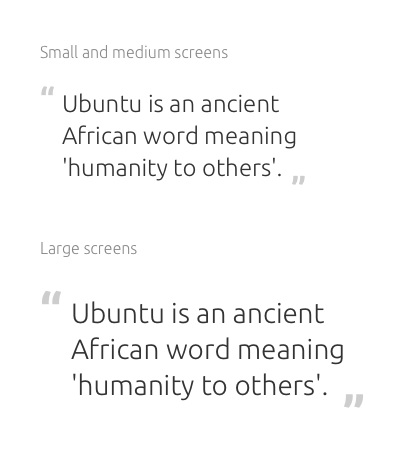 Small and medium screens
“ Ubuntu is an ancient
African word meaning
'humanity to others'. ”
Large screens
“ Ubuntu is an ancient
African word meaning
'humanity to others'. ”